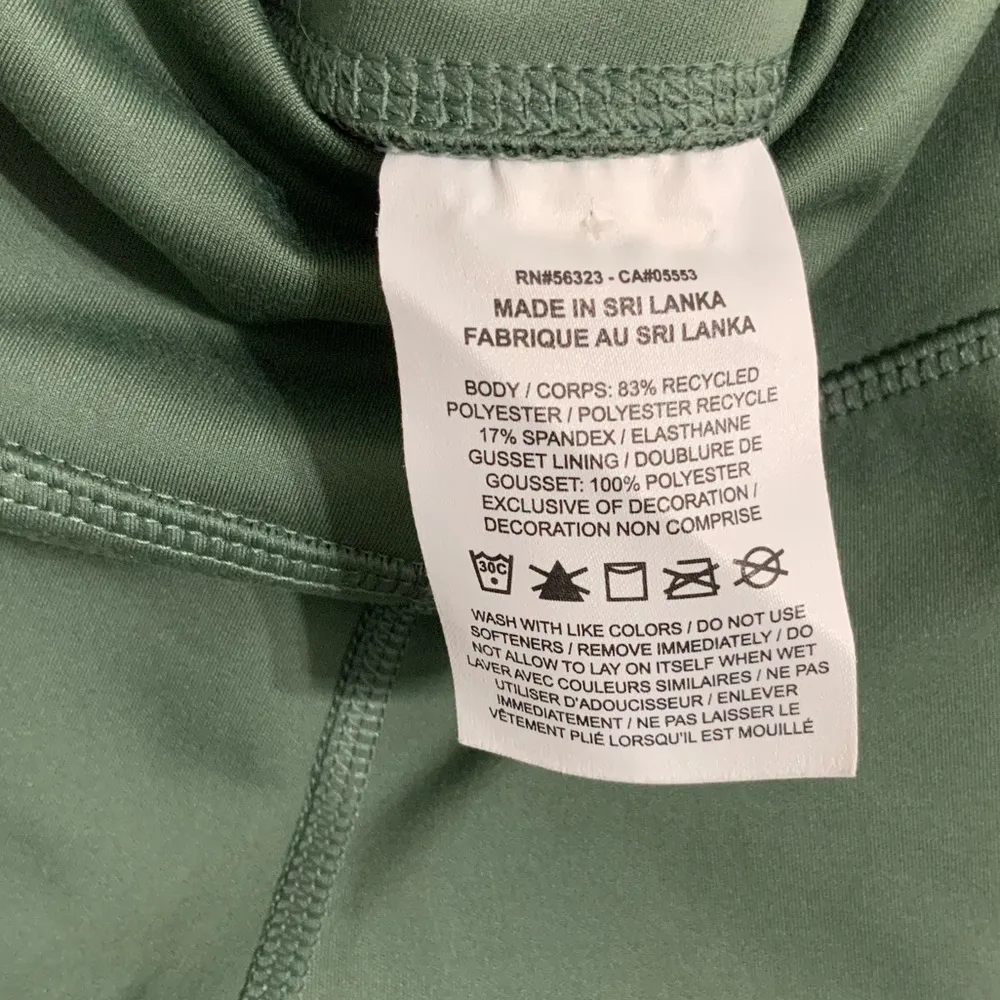 RN#56323 - CA#05553
MADE IN SRI LANKA
FABRIQUE AU SRI LANKA
BODY / CORPS: 83% RECYCLED
POLYESTER / POLYESTER RECYCLE
17% SPANDEX / ELASTHANNE
GUSSET LINING / DOUBLURE DE
GOUSSET: 100% POLYESTER
EXCLUSIVE OF DECORATION /
DECORATION NON COMPRISE
30C
WASH WITH LIKE COLORS / DO NOT USE
SOFTENERS / REMOVE IMMEDIATELY / DO
NOT ALLOW TO LAY ON ITSELF WHEN WET
LAVER AVEC COULEURS SIMILAIRES / NE PAS
UTILISER D'ADOUCISSEUR / ENLEVER
IMMEDIATEMENT / NE PAS LAISSER LE
VÊTEMENT PLIÉ LORSQU'IL EST MOUILLÉ